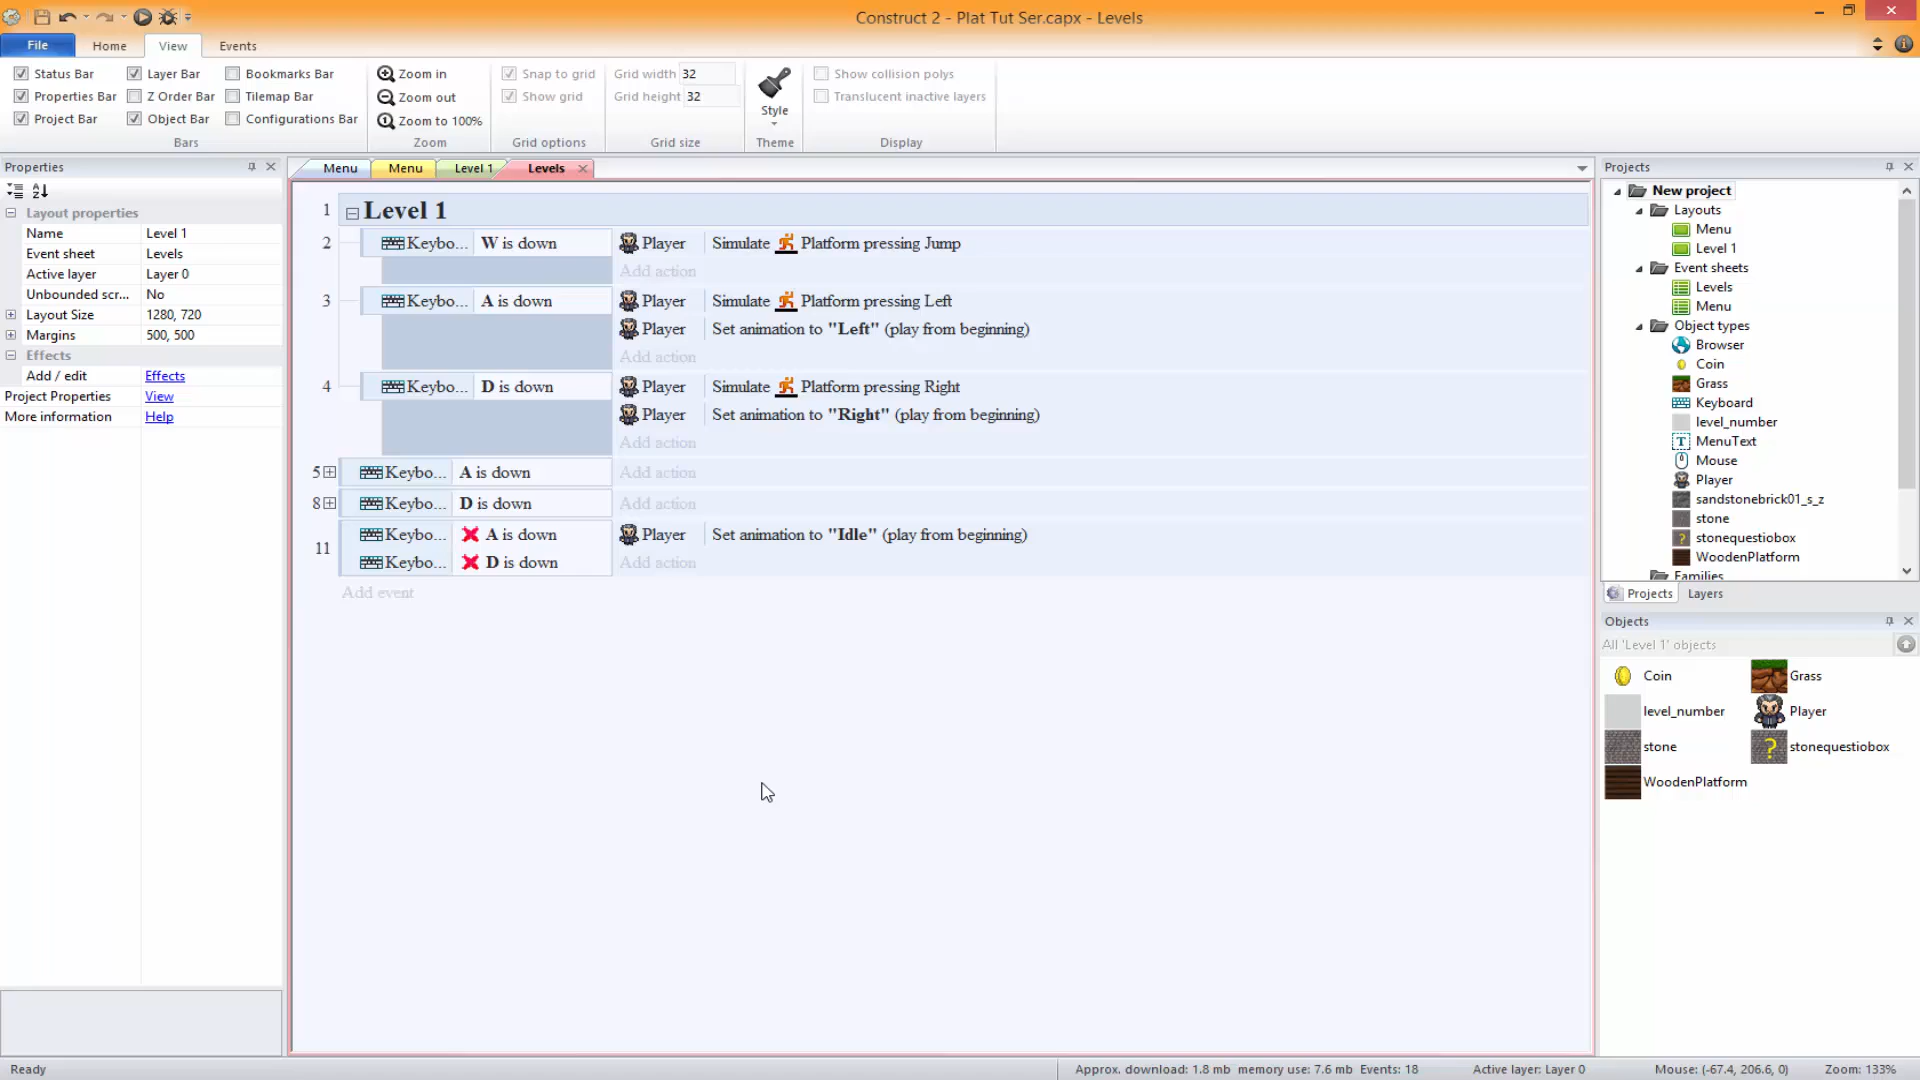 Construct 2 - Plat Tut Ser.capx - Levels
File Home View Events
Status Bar Layer Bar Bookmarks Bar Zoom in Snap to grid Grid width 32 Show collision polys
Properties Bar Z Order Bar Tilemap Bar Zoom out Show grid Grid height 32 Style Translucent inactive layers
Project Bar Object Bar Configurations Bar Zoom to 100%
Bars Zoom Grid options Grid size Theme Display
Properties
Layout properties
Name Level 1
Event sheet Levels
Active layer Layer 0
Unbounded scr... No
Layout Size 1280, 720
Margins 500, 500
Effects
Add / edit Effects
Project Properties View
More information Help
Menu Menu Level 1 Levels
1 Level 1
2 Keybo... W is down Player Simulate Platform pressing Jump
Add action
3 Keybo... A is down Player Simulate Platform pressing Left
Player Set animation to "Left" (play from beginning)
Add action
4 Keybo... D is down Player Simulate Platform pressing Right
Player Set animation to "Right" (play from beginning)
Add action
5 Keybo... A is down Add action
8 Keybo... D is down Add action
11 Keybo... A is down Player Set animation to "Idle" (play from beginning)
Keybo... D is down Add action
Add event
Projects
New project
Layouts
Menu
Level 1
Event sheets
Levels
Menu
Object types
Browser
Coin
Grass
Keyboard
level_number
MenuText
Mouse
Player
sandstonebrick01_s_z
stone
stonequestiobox
WoodenPlatform
Families
Projects Layers
Objects
All 'Level 1' objects
Coin Grass
level_number Player
stone stonequestiobox
WoodenPlatform
Ready Approx. download: 1.8 mb memory use: 7.6 mb Events: 18 Active layer: Layer 0 Mouse: (-67.4, 206.6, 0) Zoom: 133%